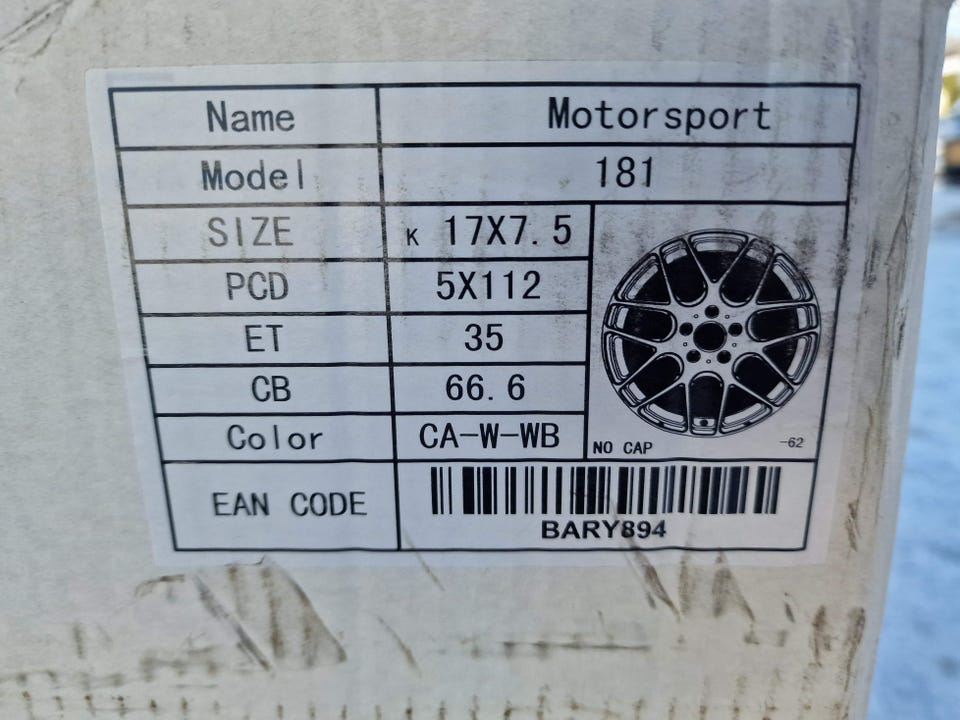 Name Motorsport
Model 181
SIZE K 17X7.5
PCD 5X112
ET 35
CB 66.6
Color CA-W-WB
NO CAP -62
EAN CODE
BARY894